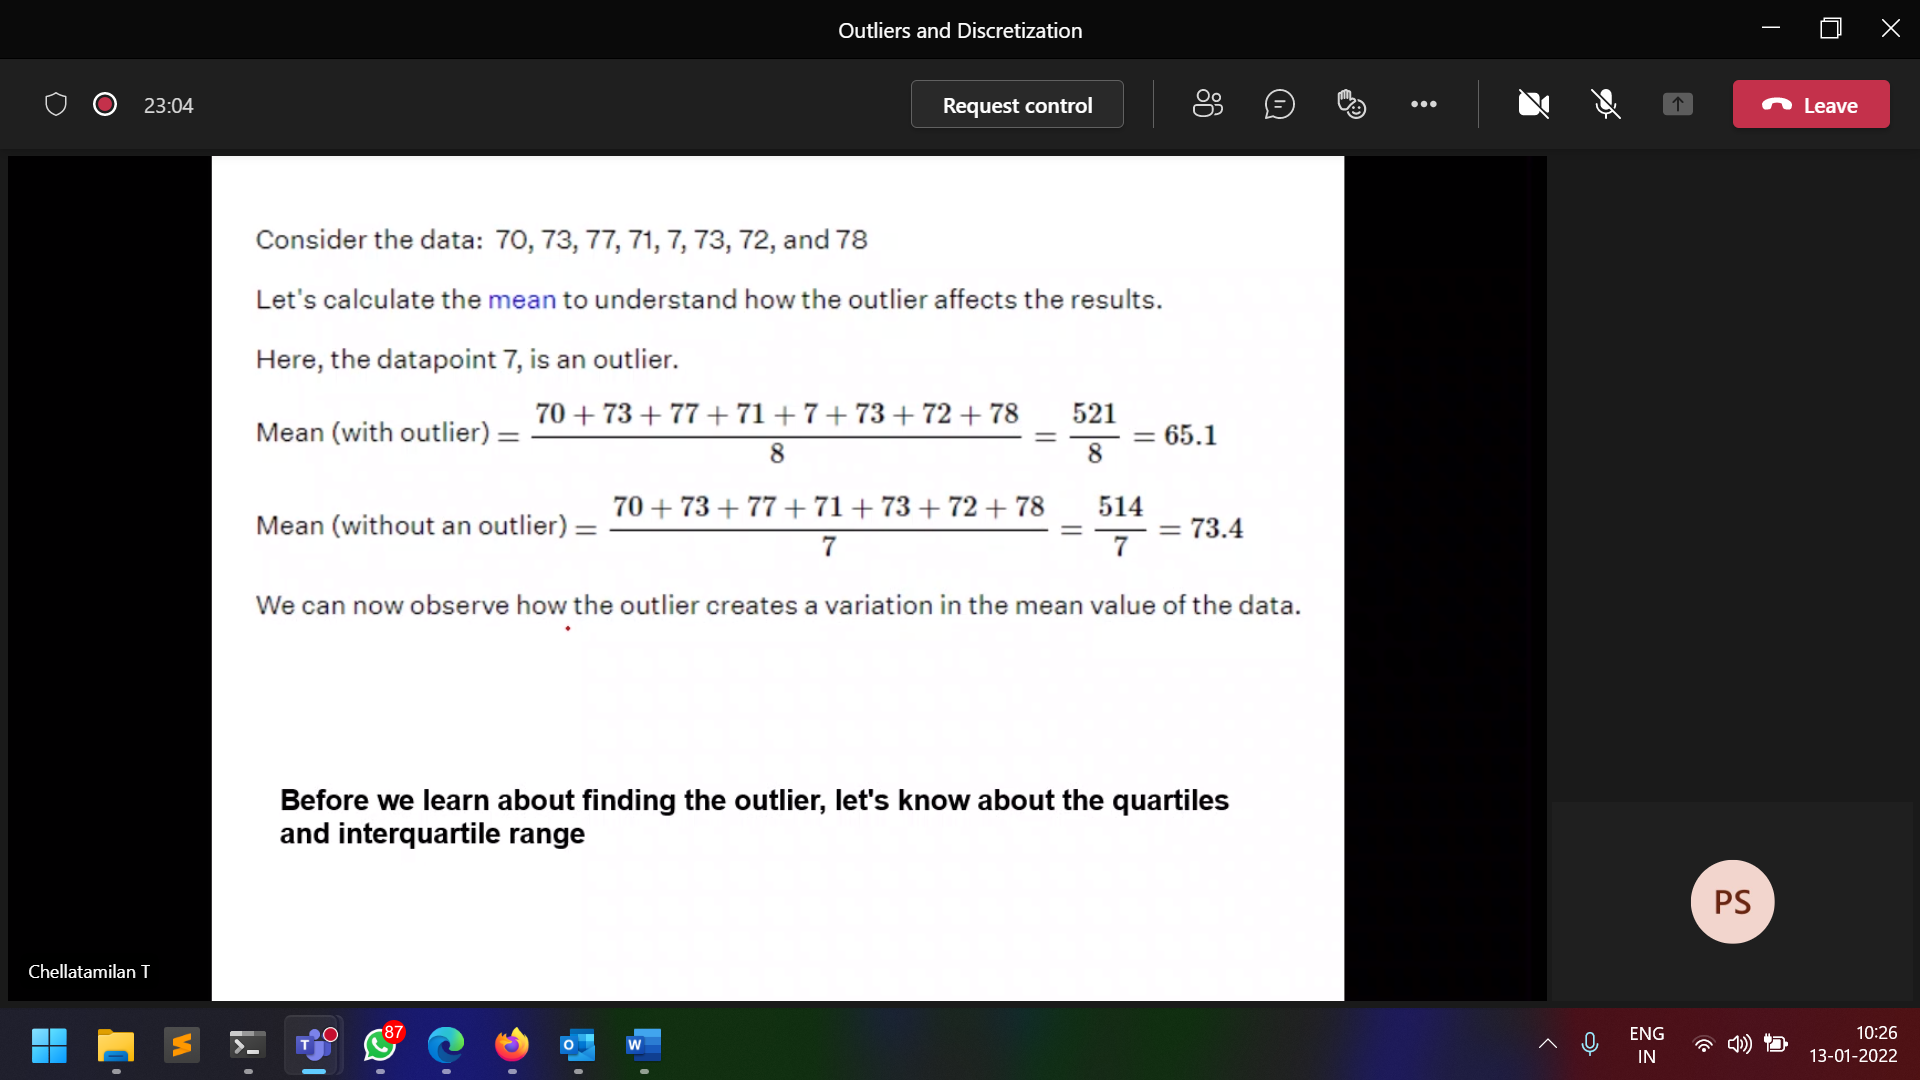 Outliers and Discretization
23:04
Request control
Leave
Consider the data: 70, 73, 77, 71, 7, 73, 72, and 78
Let's calculate the mean to understand how the outlier affects the results.
Here, the datapoint 7, is an outlier.
Mean (with outlier) = (70 + 73 + 77 + 71 + 7 + 73 + 72 + 78) / 8 = 521 / 8 = 65.1
Mean (without an outlier) = (70 + 73 + 77 + 71 + 73 + 72 + 78) / 7 = 514 / 7 = 73.4
We can now observe how the outlier creates a variation in the mean value of the data.
Before we learn about finding the outlier, let's know about the quartiles
and interquartile range
PS
Chellatamilan T
87
ENG
IN
10:26
13-01-2022